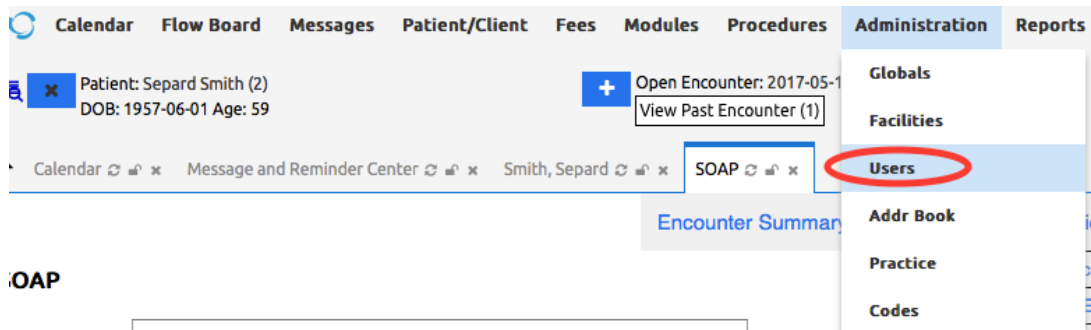 Calendar Flow Board Messages Patient/Client Fees Modules Procedures Administration Reports
Patient: Separd Smith (2)
DOB: 1957-06-01 Age: 59
Open Encounter: 2017-05-1
View Past Encounter (1)
Globals
Facilities
Users
Addr Book
Practice
Codes
Calendar Message and Reminder Center Smith, Separd SOAP
Encounter Summary
SOAP